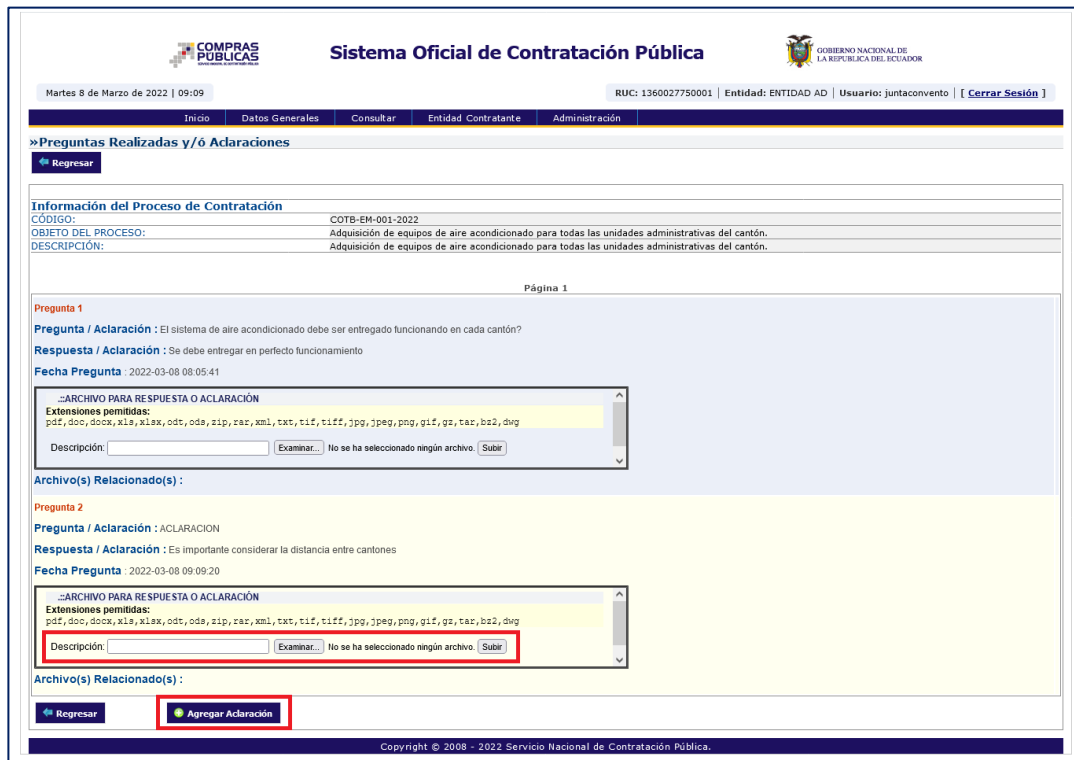 COMPRAS
PÚBLICAS
Sistema Oficial de Contratación Pública
GOBIERNO NACIONAL DE
LA REPUBLICA DEL ECUADOR
Martes 8 de Marzo de 2022 | 09:09
RUC: 1360027750001 | Entidad: ENTIDAD AD | Usuario: juntaconvento | [ Cerrar Sesión ]
Inicio Datos Generales Consultar Entidad Contratante Administración
»Preguntas Realizadas y/ó Aclaraciones
Regresar
Información del Proceso de Contratación
CÓDIGO: COTB-EM-001-2022
OBJETO DEL PROCESO: Adquisición de equipos de aire acondicionado para todas las unidades administrativas del cantón.
DESCRIPCIÓN: Adquisición de equipos de aire acondicionado para todas las unidades administrativas del cantón.
Página 1
Pregunta 1
Pregunta / Aclaración : El sistema de aire acondicionado debe ser entregado funcionando en cada cantón?
Respuesta / Aclaración : Se debe entregar en perfecto funcionamiento
Fecha Pregunta : 2022-03-08 08:05:41
.::ARCHIVO PARA RESPUESTA O ACLARACIÓN
Extensiones pemitidas:
pdf,doc,docx,xls,xlsx,odt,ods,zip,rar,xml,txt,tif,tiff,jpg,jpeg,png,gif,gz,tar,bz2,dwg
Descripción: Examinar... No se ha seleccionado ningún archivo. Subir
Archivo(s) Relacionado(s) :
Pregunta 2
Pregunta / Aclaración : ACLARACION
Respuesta / Aclaración : Es importante considerar la distancia entre cantones
Fecha Pregunta : 2022-03-08 09:09:20
.::ARCHIVO PARA RESPUESTA O ACLARACIÓN
Extensiones pemitidas:
pdf,doc,docx,xls,xlsx,odt,ods,zip,rar,xml,txt,tif,tiff,jpg,jpeg,png,gif,gz,tar,bz2,dwg
Descripción: Examinar... No se ha seleccionado ningún archivo. Subir
Archivo(s) Relacionado(s) :
Regresar Agregar Aclaración
Copyright © 2008 - 2022 Servicio Nacional de Contratación Pública.